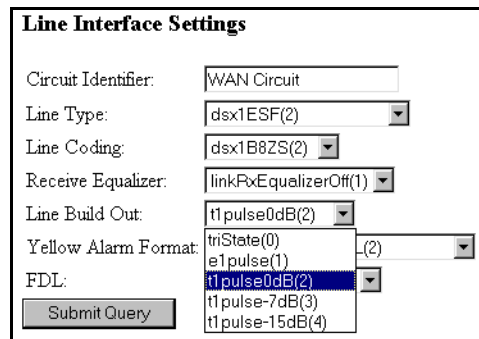 Line Interface Settings
Circuit Identifier: WAN Circuit
Line Type: dsx1ESF(2)
Line Coding: dsx1B8ZS(2)
Receive Equalizer: linkRxEqualizerOff(1)
Line Build Out: t1pulse0dB(2)
triState(0)
e1pulse(1)
t1pulse0dB(2)
t1pulse-7dB(3)
t1pulse-15dB(4)
Yellow Alarm Format: (2)
FDL:
Submit Query